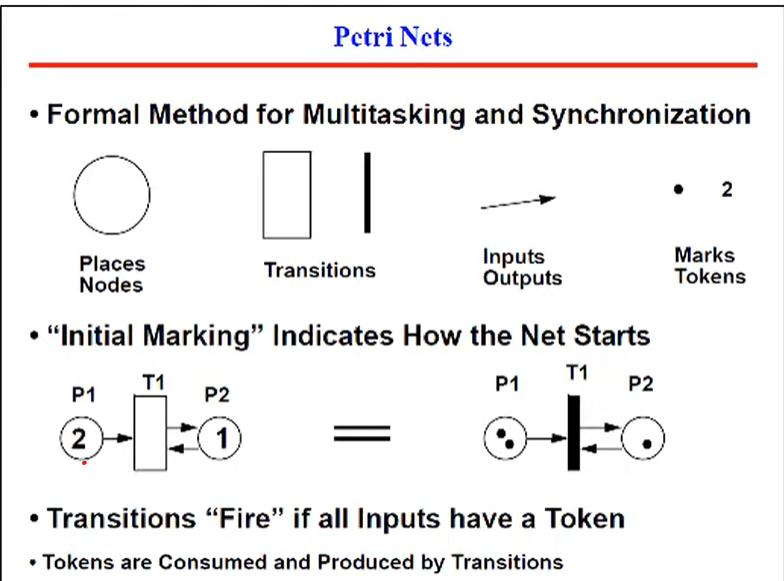 Petri Nets
• Formal Method for Multitasking and Synchronization
2
Places
Nodes
Transitions
Inputs
Outputs
Marks
Tokens
• “Initial Marking” Indicates How the Net Starts
P1 T1 P2 P1 T1 P2
2 1
• Transitions “Fire” if all Inputs have a Token
• Tokens are Consumed and Produced by Transitions